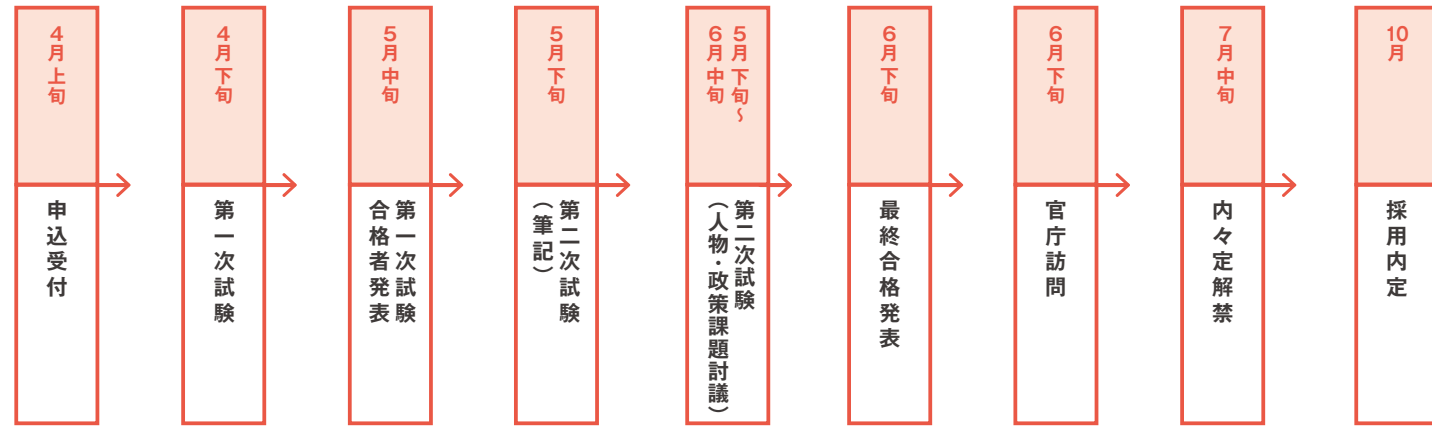 4月上旬
申込受付
4月下旬
第一次試験
5月中旬
第一次試験
合格者発表
5月下旬
第二次試験
（筆記）
5月下旬～
6月中旬
第二次試験
（人物・政策課題討議）
6月下旬
最終合格発表
6月下旬
官庁訪問
7月中旬
内々定解禁
10月
採用内定